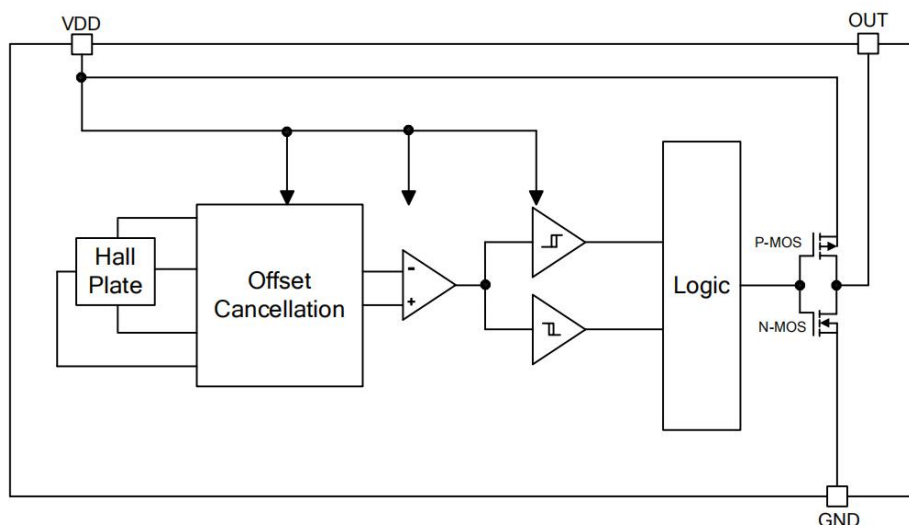 VDD
OUT
P-MOS
Hall
Plate
Offset
Cancellation
-
+
Logic
N-MOS
GND